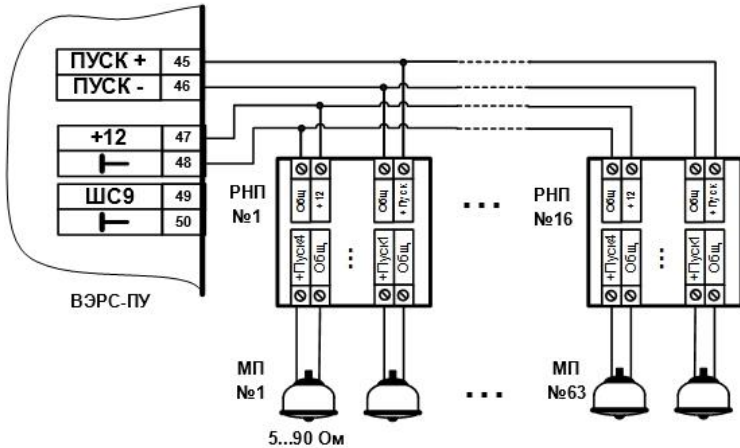 ПУСК + 45
ПУСК - 46
+12 47
48
ШС9 49
50
ВЭРС-ПУ
РНП
№1
Общ +12 Общ + Пуск
+Пуск4 Общ ... +Пуск1 Общ
...
РНП
№16
Общ +12 Общ + Пуск
+Пуск4 Общ ... +Пуск1 Общ
МП
№1
...
МП
№63
5...90 Ом